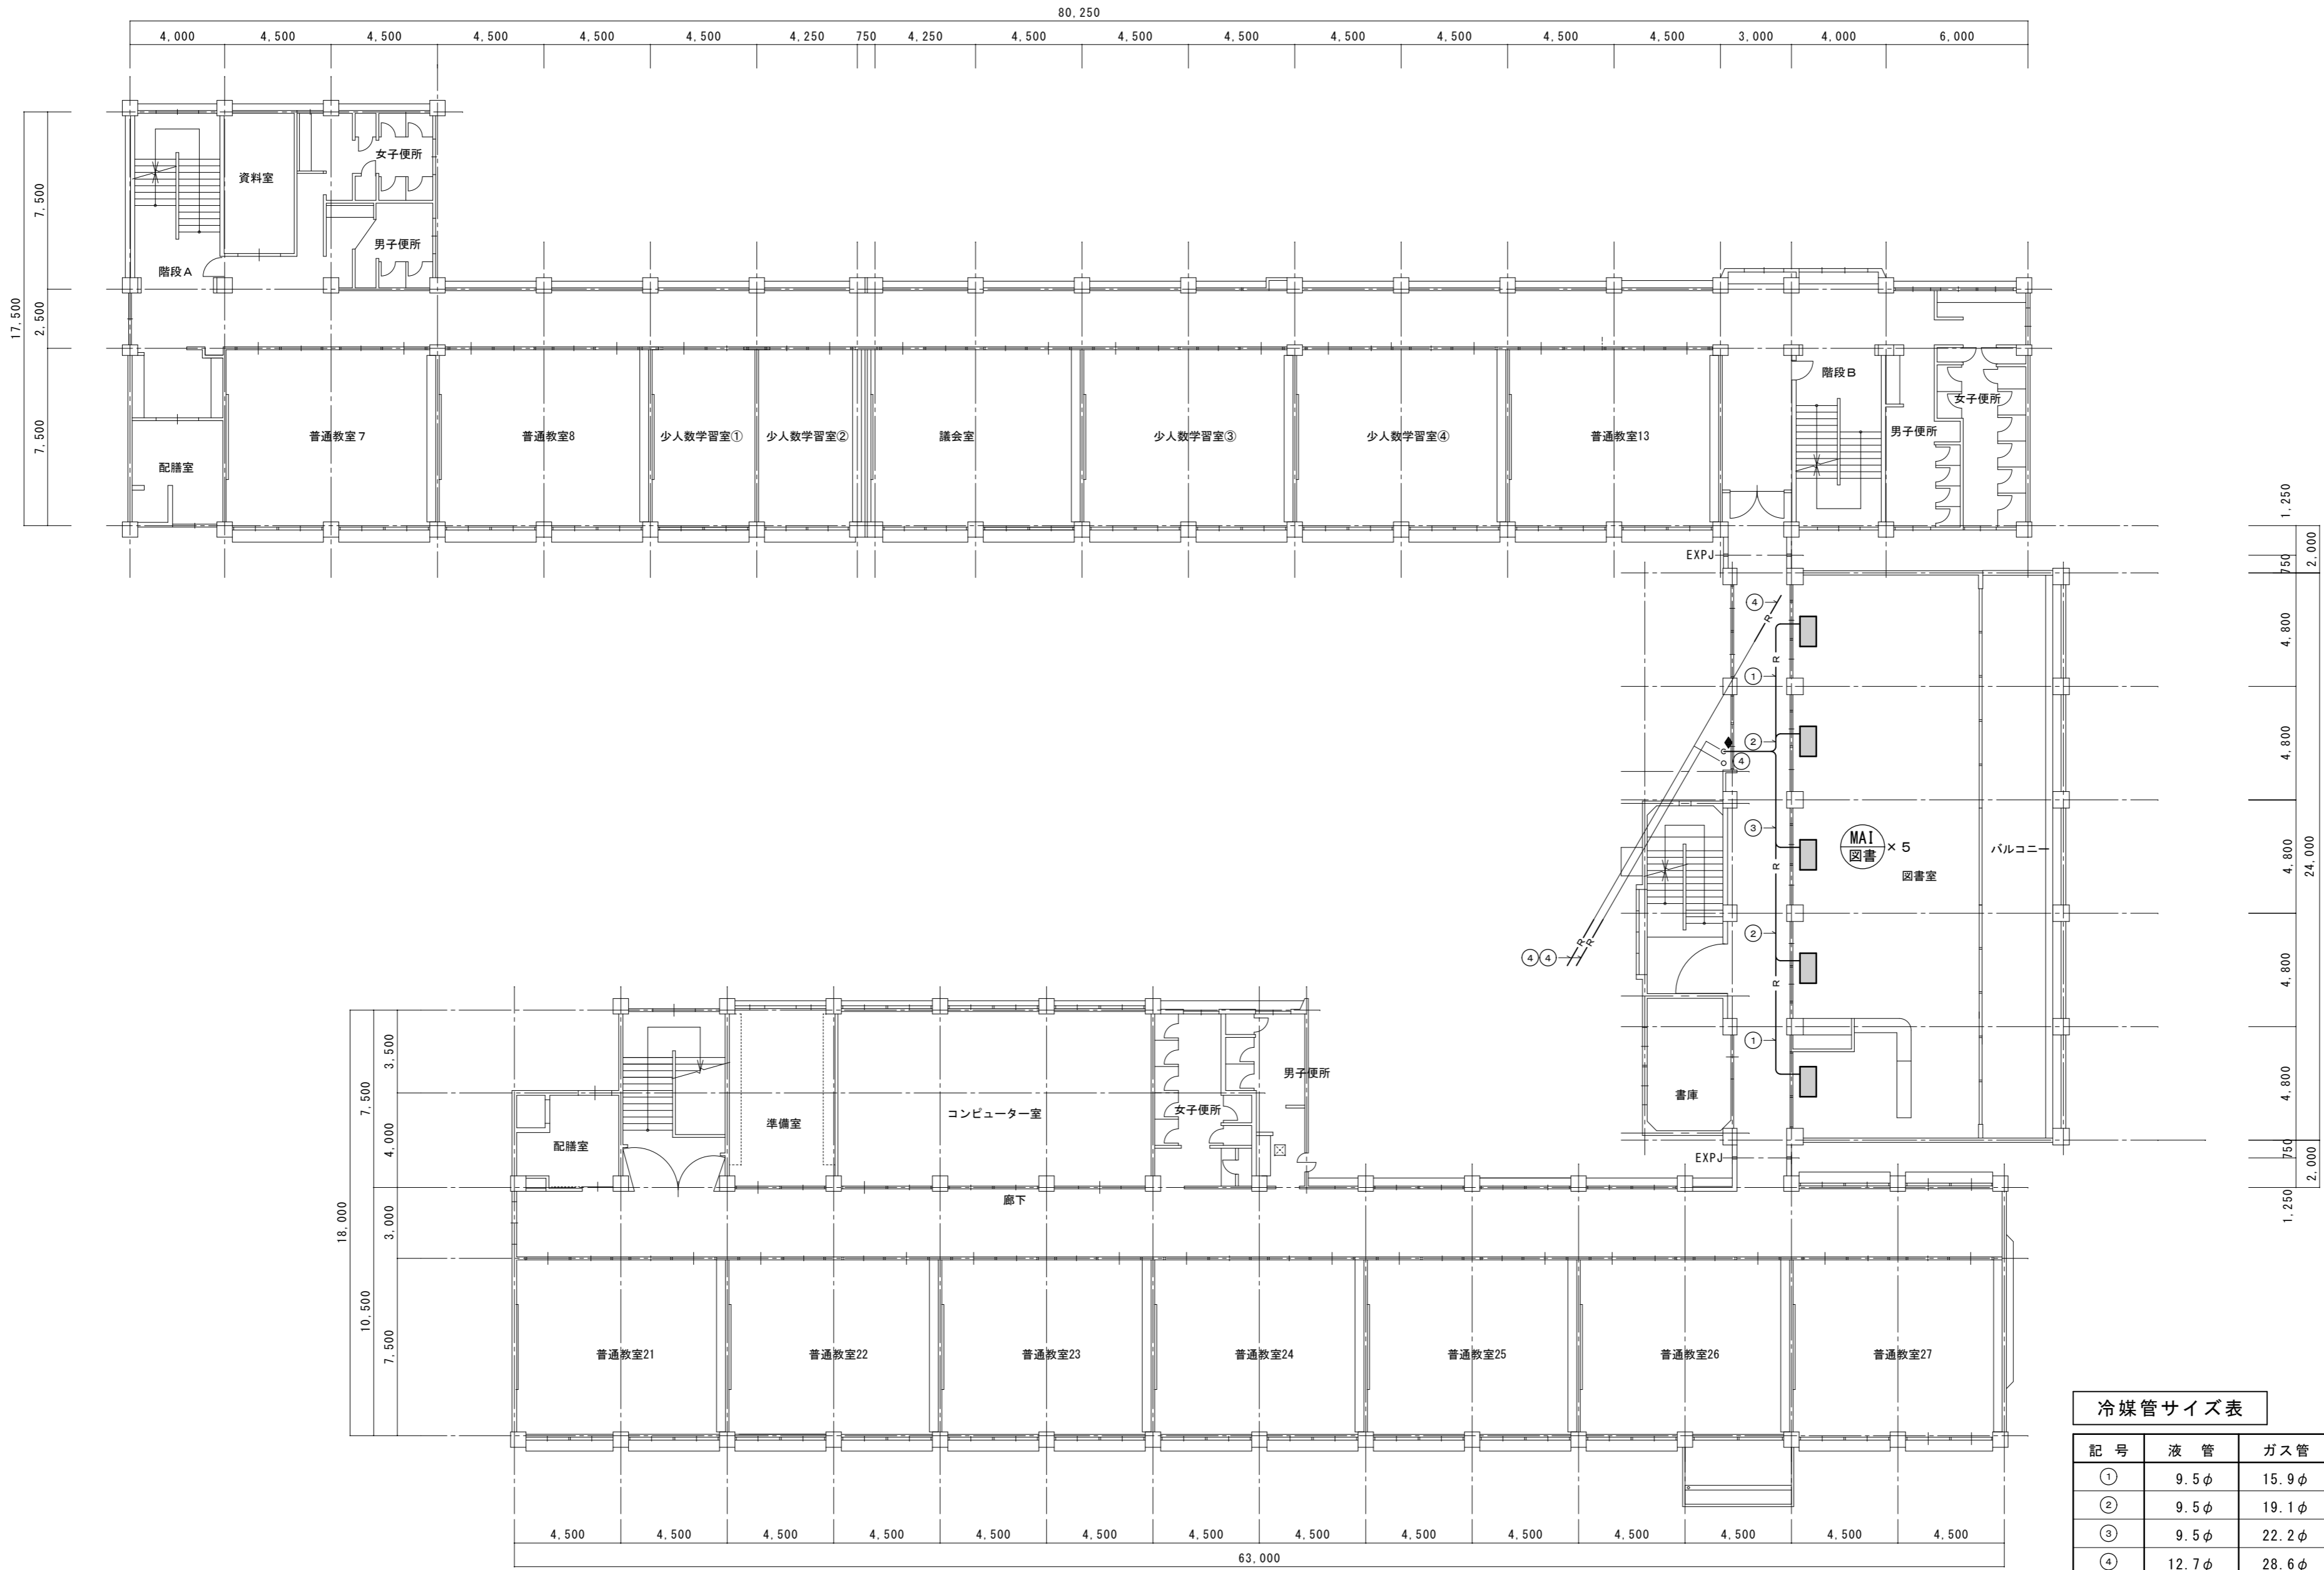 80,250
4,000 4,500 4,500 4,500 4,500 4,500 4,250 750 4,250 4,500 4,500 4,500 4,500 4,500 4,500 4,500 3,000 4,000 6,000
17,500
7,500
2,500
7,500
女子便所
資料室
男子便所
階段A
階段B
女子便所
男子便所
普通教室7
普通教室8
少人数学習室①
少人数学習室②
議会室
少人数学習室③
少人数学習室④
普通教室13
配膳室
EXPJ
1,250
750
2,000
4,800
4,800
4,800
4,800
4,800
24,000
750
2,000
1,250
④
R
R
①
②
④
③
MAI
図書
×5
バルコニー
図書室
R
②
R
④④
R
R
①
書庫
EXPJ
18,000
7,500
10,500
3,500
4,000
3,000
7,500
男子便所
女子便所
コンピューター室
準備室
配膳室
廊下
普通教室21
普通教室22
普通教室23
普通教室24
普通教室25
普通教室26
普通教室27
4,500 4,500 4,500 4,500 4,500 4,500 4,500 4,500 4,500 4,500 4,500 4,500 4,500 4,500
63,000
冷媒管サイズ表
記号 液管 ガス管
① 9.5φ 15.9φ
② 9.5φ 19.1φ
③ 9.5φ 22.2φ
④ 12.7φ 28.6φ